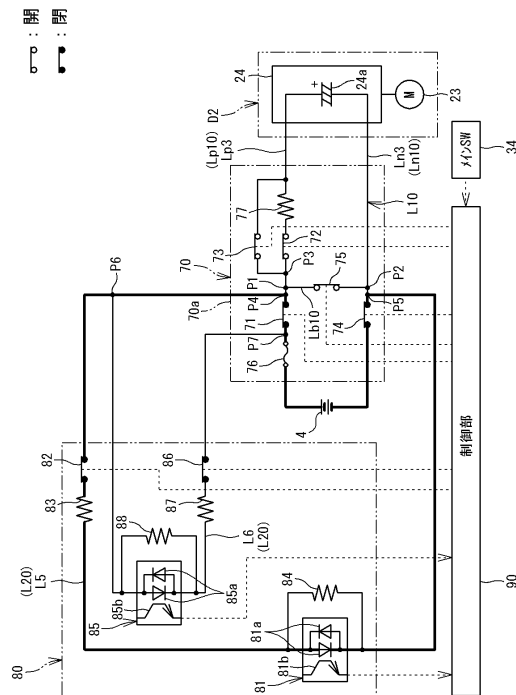 ：開
：閉
24
24a
+
M
23
D2
(Lp10)
Lp3
Ln3
(Ln10)
メインSW
34
70
73
77
72
P3
L10
P6
70a
P1
P4
71
P7
76
Lb10
75
P2
P5
74
4
82
83
86
87
88
(L20)
L5
L6
(L20)
85b
85
85a
84
81a
81b
81
80
制御部
90